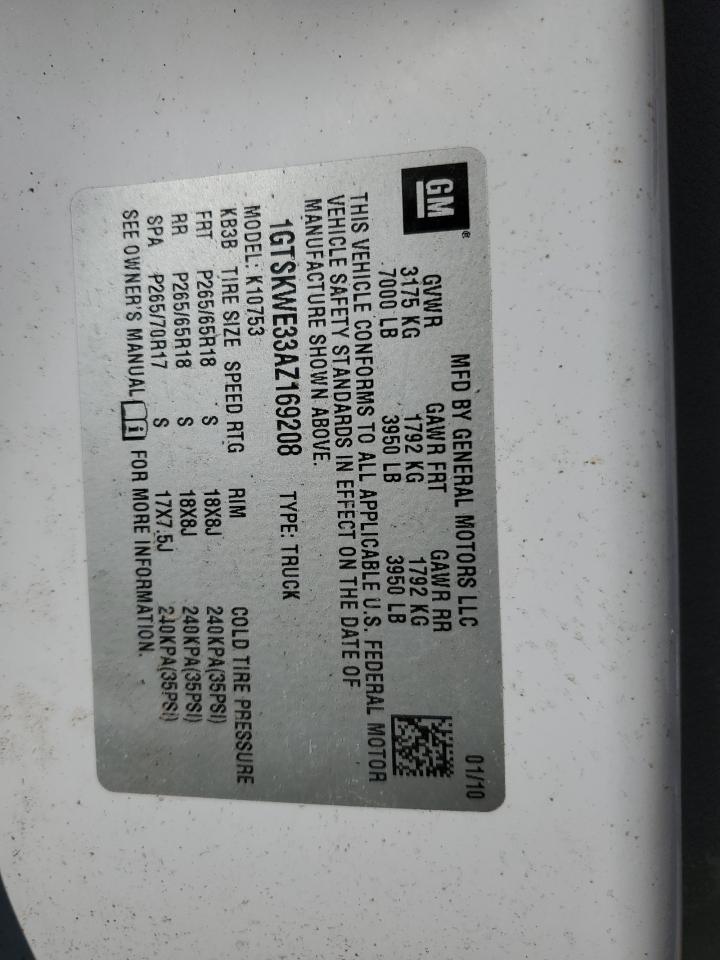 GM®
MFD BY GENERAL MOTORS LLC 01/10
GVWR GAWR FRT GAWR RR
3175 KG 1792 KG 1792 KG
7000 LB 3950 LB 3950 LB
THIS VEHICLE CONFORMS TO ALL APPLICABLE U.S. FEDERAL MOTOR
VEHICLE SAFETY STANDARDS IN EFFECT ON THE DATE OF
MANUFACTURE SHOWN ABOVE.
1GTSKWE33AZ169208 TYPE: TRUCK
MODEL: K10753
KB3B TIRE SIZE SPEED RTG RIM COLD TIRE PRESSURE
FRT P265/65R18 S 18X8J 240KPA(35PSI)
RR P265/65R18 S 18X8J 240KPA(35PSI)
SPA P265/70R17 S 17X7.5J 240KPA(35PSI)
SEE OWNER'S MANUAL i FOR MORE INFORMATION.